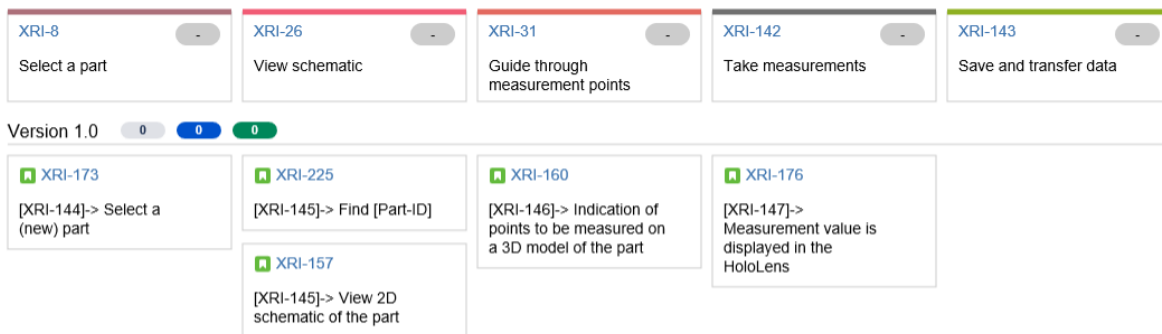 XRI-8
-
Select a part
XRI-26
-
View schematic
XRI-31
-
Guide through
measurement points
XRI-142
-
Take measurements
XRI-143
-
Save and transfer data
Version 1.0
0
0
0
XRI-173
[XRI-144]-> Select a
(new) part
XRI-225
[XRI-145]-> Find [Part-ID]
XRI-157
[XRI-145]-> View 2D
schematic of the part
XRI-160
[XRI-146]-> Indication of
points to be measured on
a 3D model of the part
XRI-176
[XRI-147]->
Measurement value is
displayed in the
HoloLens